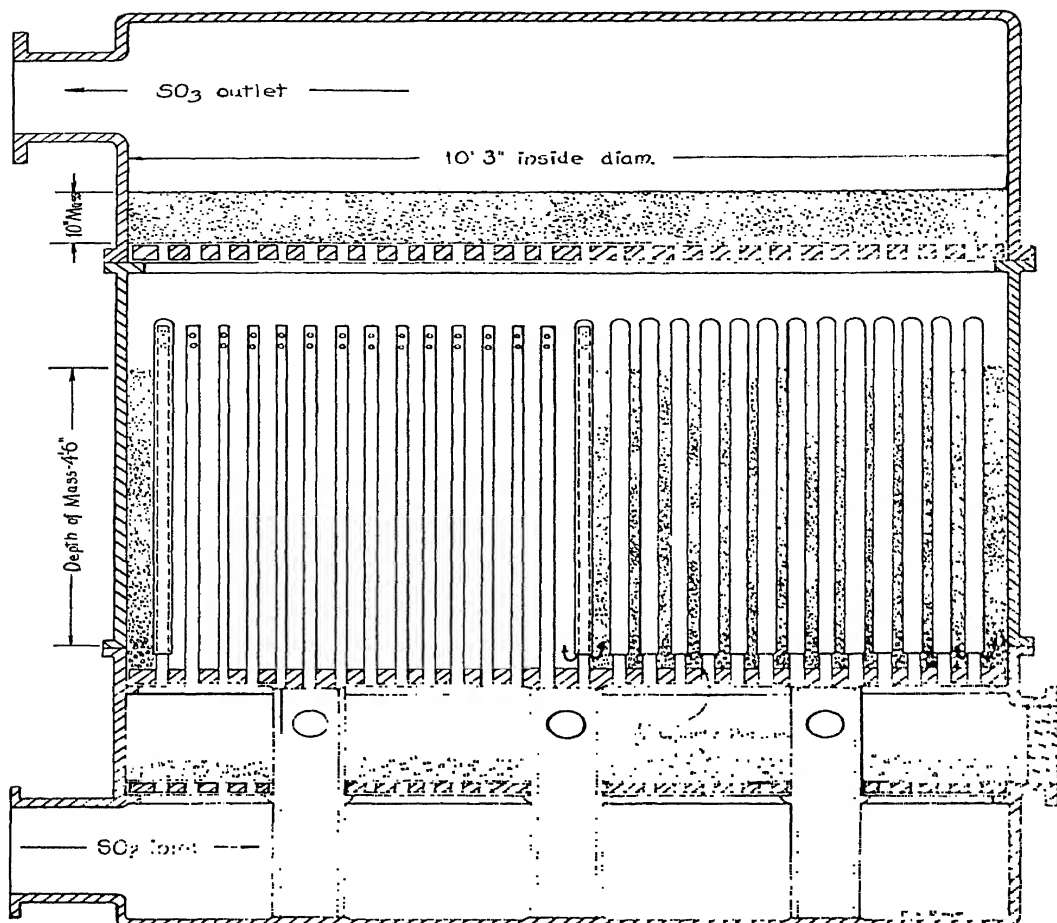 SO3 outlet
10' 3" inside diam.
10" Mass
Depth of Mass-4'6"
SO2 Inlet